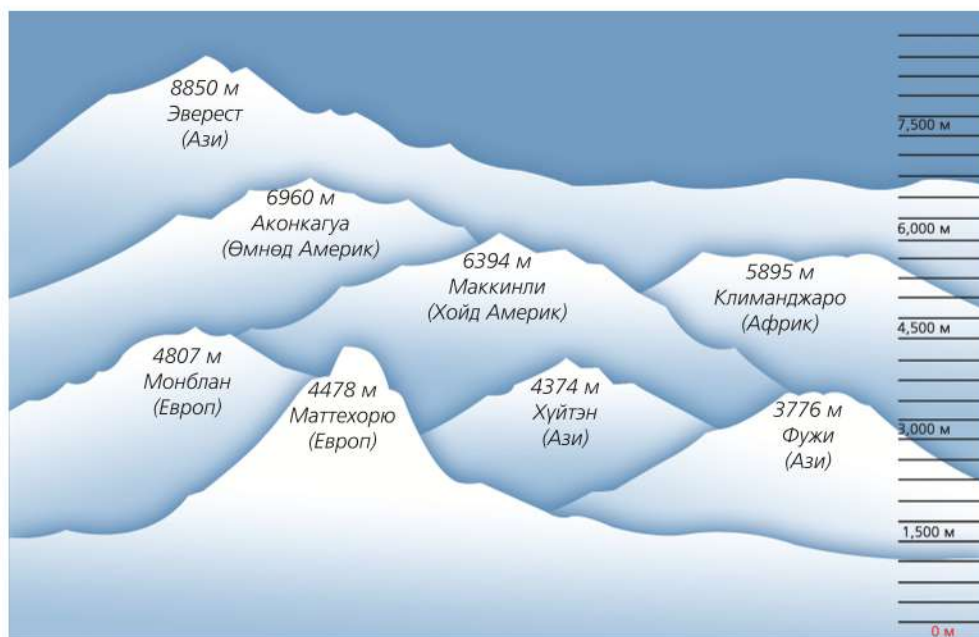 8850 м
Эверест
(Ази)
7,500 м
6960 м
Аконкагуа
(Өмнөд Америк)
6,000 м
6394 м
Маккинли
(Хойд Америк)
5895 м
Климанджаро
(Африк)
4,500 м
4807 м
Монблан
(Европ)
4478 м
Маттехорю
(Европ)
4374 м
Хүйтэн
(Ази)
3776 м
Фужи
(Ази)
3,000 м
1,500 м
0 м